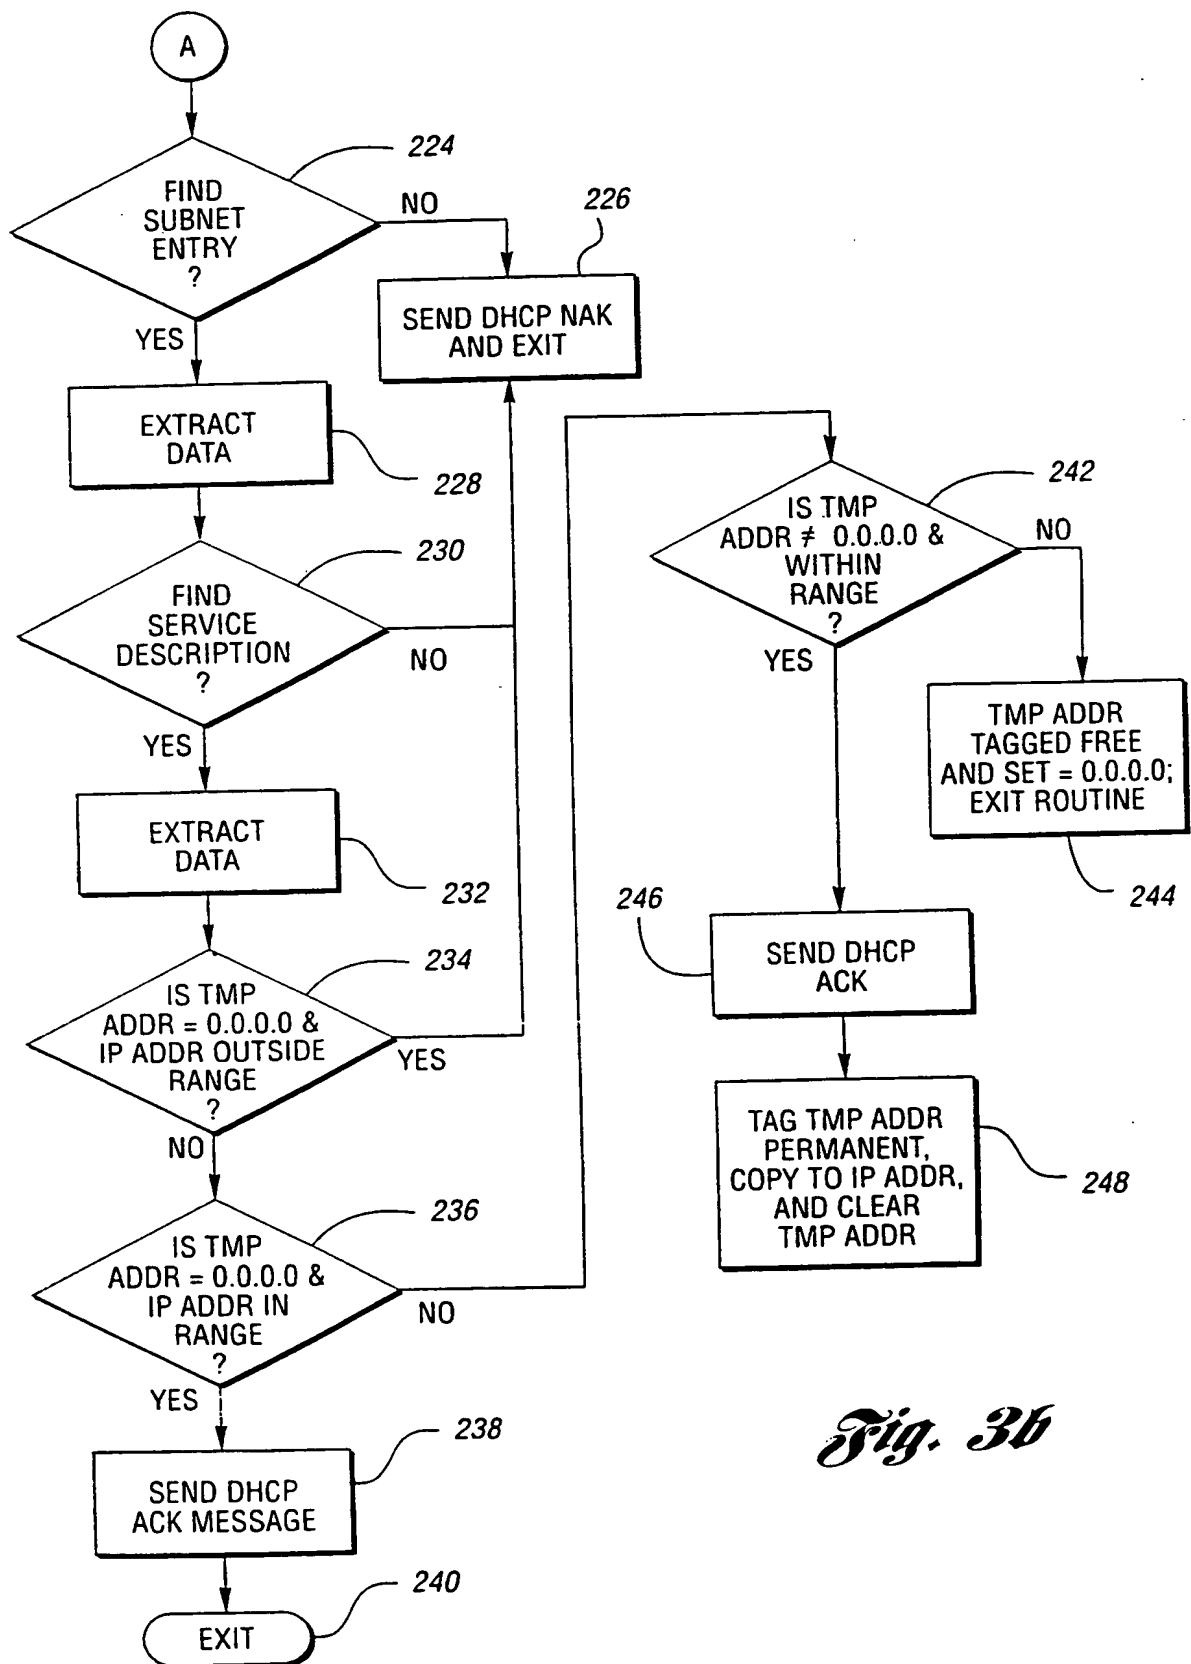 A
224
FIND
SUBNET
ENTRY
?
NO
YES
226
SEND DHCP NAK
AND EXIT
EXTRACT
DATA
228
230
FIND
SERVICE
DESCRIPTION
?
NO
YES
EXTRACT
DATA
232
234
IS TMP
ADDR = 0.0.0.0 &
IP ADDR OUTSIDE
RANGE
?
YES
NO
236
IS TMP
ADDR = 0.0.0.0 &
IP ADDR IN
RANGE
?
NO
YES
238
SEND DHCP
ACK MESSAGE
240
EXIT
242
IS TMP
ADDR ≠ 0.0.0.0 &
WITHIN
RANGE
?
NO
YES
TMP ADDR
TAGGED FREE
AND SET = 0.0.0.0;
EXIT ROUTINE
244
246
SEND DHCP
ACK
TAG TMP ADDR
PERMANENT,
COPY TO IP ADDR,
AND CLEAR
TMP ADDR
248
Fig. 3b